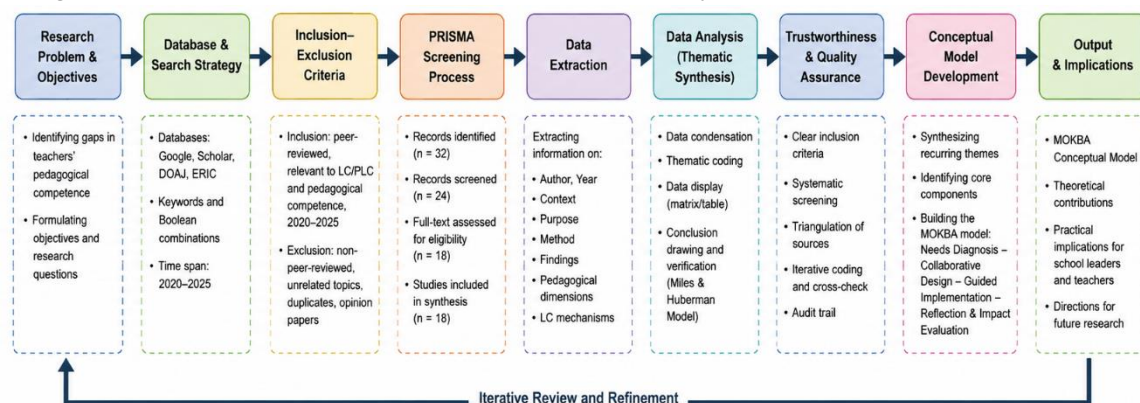 Research
Problem &
Objectives
Database &
Search Strategy
Inclusion–
Exclusion
Criteria
PRISMA
Screening
Process
Data
Extraction
Data Analysis
(Thematic
Synthesis)
Trustworthiness
& Quality
Assurance
Conceptual
Model
Development
Output
& Implications
• Identifying gaps in
teachers'
pedagogical
competence
• Formulating
objectives and
research
questions
• Databases:
Google, Scholar,
DOAJ, ERIC
• Keywords and
Boolean
combinations
• Time span:
2020–2025
• Inclusion: peer-
reviewed,
relevant to LC/PLC
and pedagogical
competence,
2020–2025
• Exclusion: non-
peer-reviewed,
unrelated topics,
duplicates, opinion
papers
• Records identified
(n = 32)
• Records screened
(n = 24)
• Full-text assessed
for eligibility
(n = 18)
• Studies included
in synthesis
(n = 18)
Extracting
information on:
• Author, Year
• Context
• Purpose
• Method
• Findings
• Pedagogical
dimensions
• LC mechanisms
• Data condensation
• Thematic coding
• Data display
(matrix/table)
• Conclusion
drawing and
verification
(Miles &
Huberman
Model)
• Clear inclusion
criteria
• Systematic
screening
• Triangulation of
sources
• Iterative coding
and cross-check
• Audit trail
• Synthesizing
recurring themes
• Identifying core
components
• Building the
MOKBA model:
Needs Diagnosis –
Collaborative
Design – Guided
Implementation –
Reflection & Impact
Evaluation
• MOKBA
Conceptual Model
• Theoretical
contributions
• Practical
implications for
school leaders
and teachers
• Directions for
future research
Iterative Review and Refinement